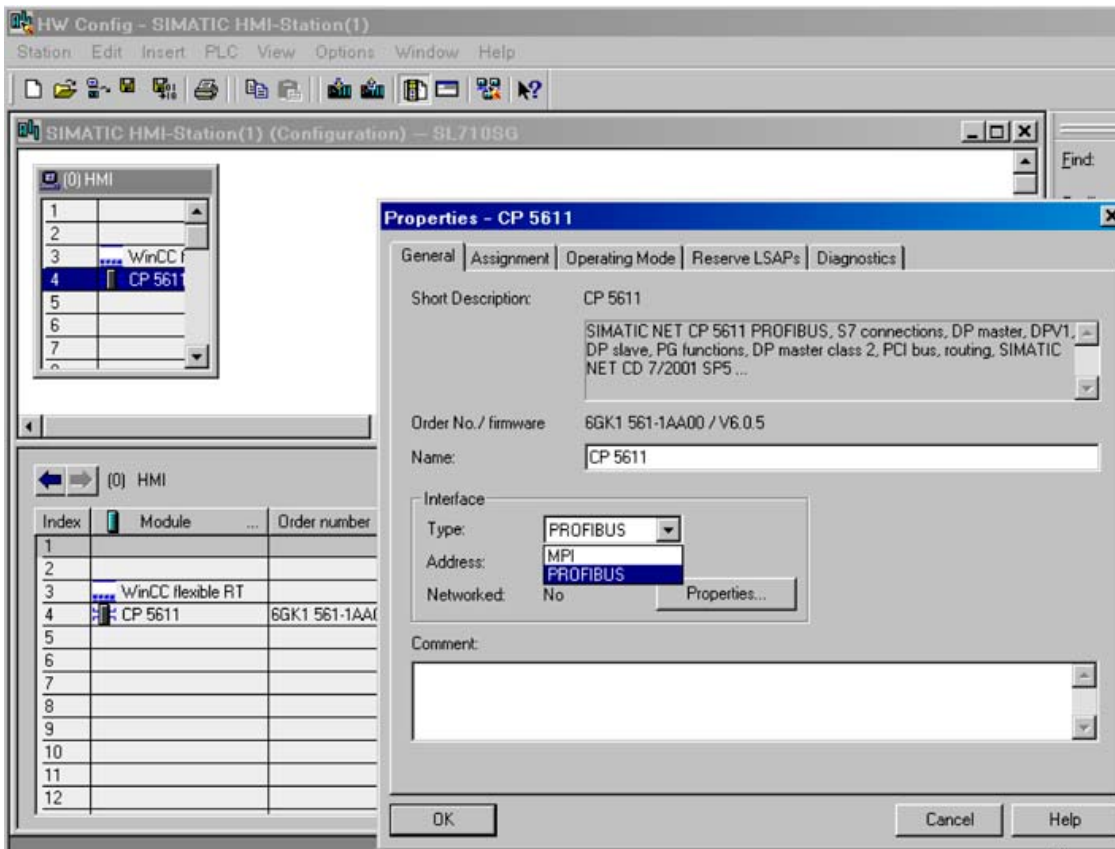 HW Config - SIMATIC HMI-Station(1)
Station Edit Insert PLC View Options Window Help
SIMATIC HMI-Station(1) (Configuration) -- SL710SG
Find:
(0) HMI
1
2
3 WinCC f
4 CP 5611
5
6
7
Properties - CP 5611
General Assignment Operating Mode Reserve LSAPs Diagnostics
Short Description: CP 5611
SIMATIC NET CP 5611 PROFIBUS, S7 connections, DP master, DPV1,
DP slave, PG functions, DP master class 2, PCI bus, routing, SIMATIC
NET CD 7/2001 SP5 ...
Order No./ firmware 6GK1 561-1AA00 / V6.0.5
Name: CP 5611
Interface
Type: PROFIBUS
MPI
PROFIBUS
Address:
Networked: No Properties...
Comment:
OK Cancel Help
(0) HMI
Index Module ... Order number
1
2
3 WinCC flexible RT
4 CP 5611 6GK1 561-1AA0
5
6
7
8
9
10
11
12